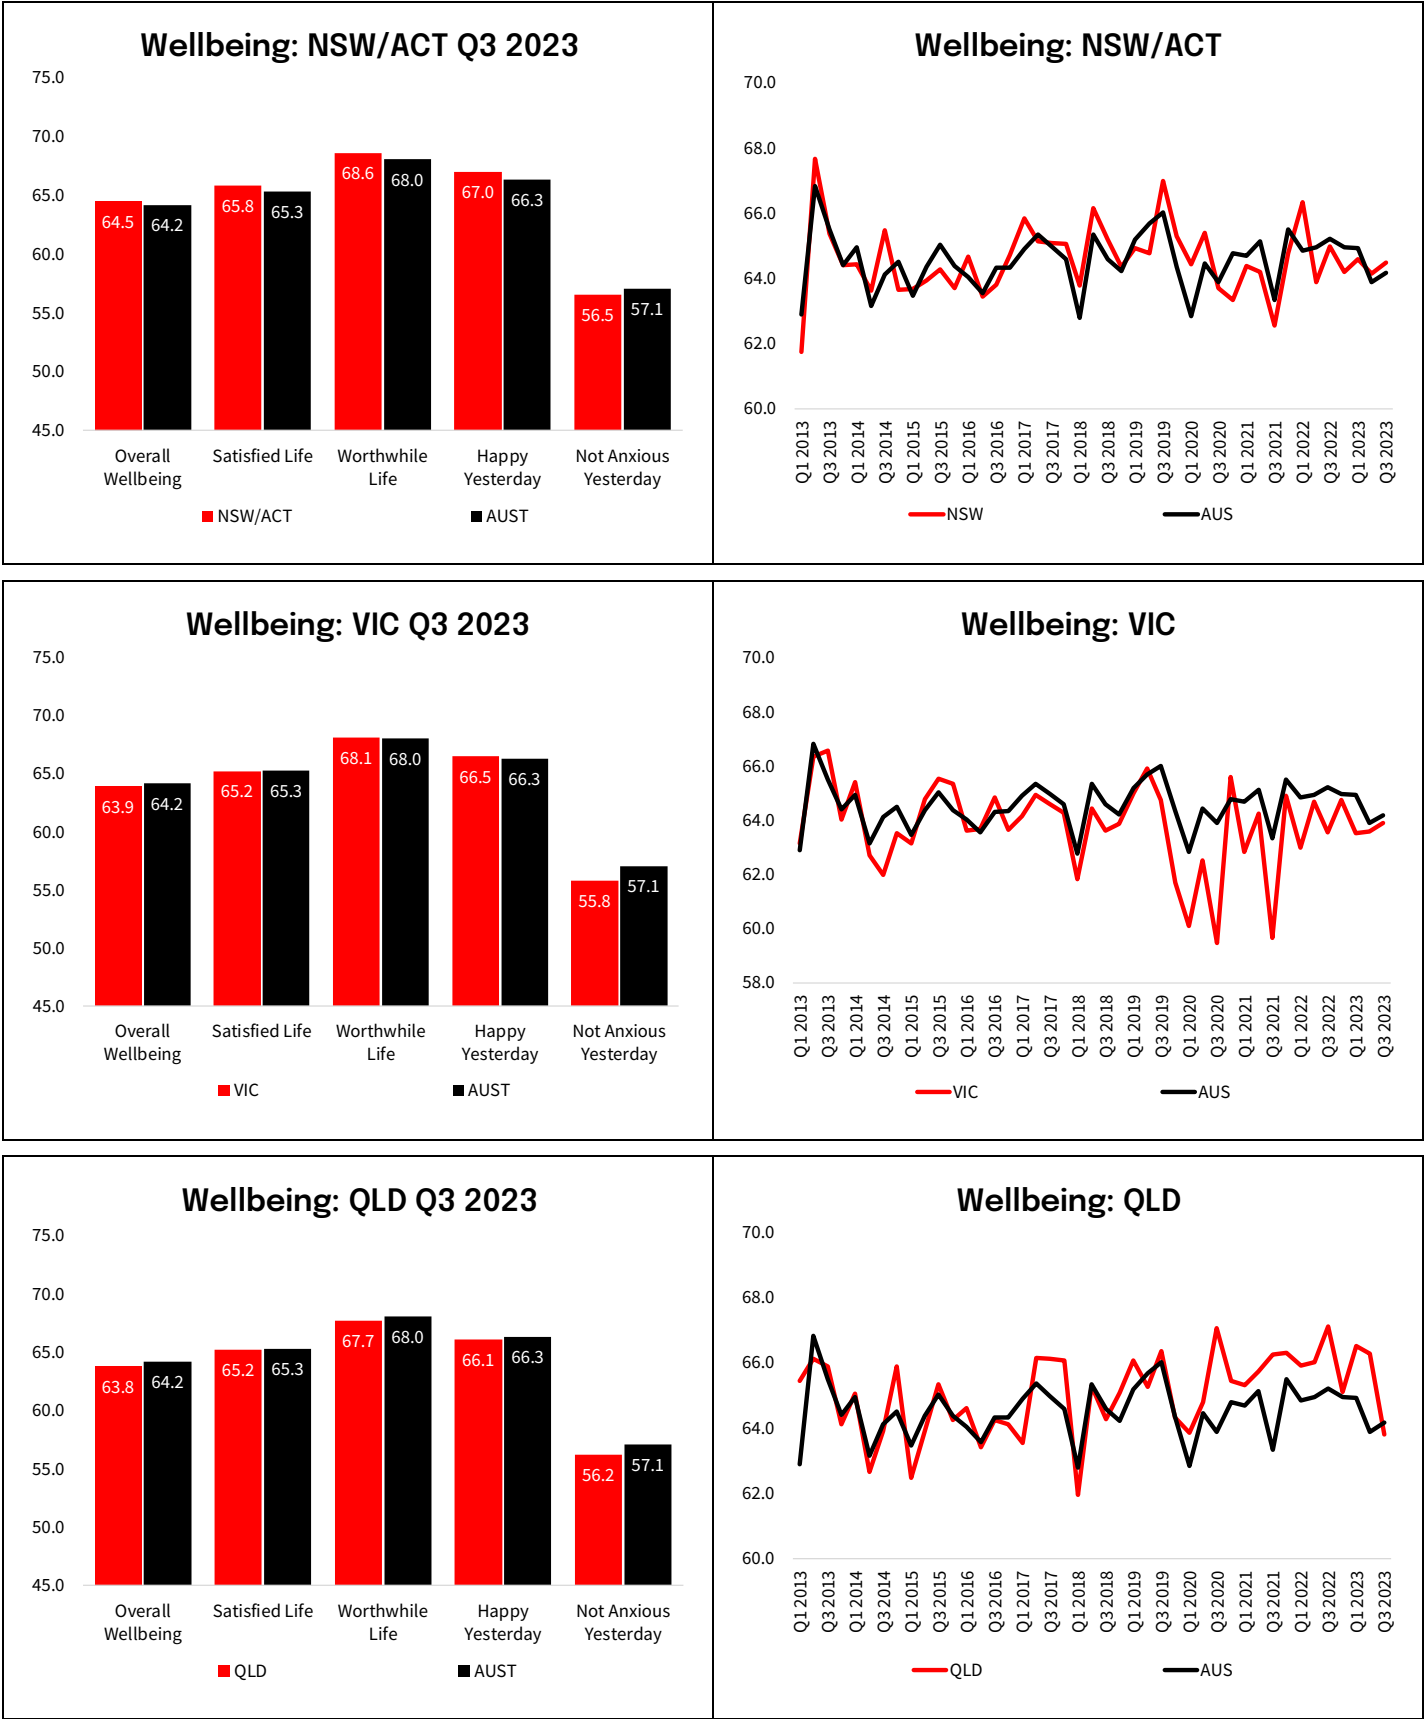 Wellbeing: NSW/ACT Q3 2023
75.0
70.0
65.0
60.0
55.0
50.0
45.0
64.5
64.2
65.8
65.3
68.6
68.0
67.0
66.3
56.5
57.1
Overall
Wellbeing
Satisfied Life
Worthwhile
Life
Happy
Yesterday
Not Anxious
Yesterday
NSW/ACT
AUST
Wellbeing: NSW/ACT
70.0
68.0
66.0
64.0
62.0
60.0
Q1 2013
Q3 2013
Q1 2014
Q3 2014
Q1 2015
Q3 2015
Q1 2016
Q3 2016
Q1 2017
Q3 2017
Q1 2018
Q3 2018
Q1 2019
Q3 2019
Q1 2020
Q3 2020
Q1 2021
Q3 2021
Q1 2022
Q3 2022
Q1 2023
Q3 2023
NSW
AUS
Wellbeing: VIC Q3 2023
75.0
70.0
65.0
60.0
55.0
50.0
45.0
63.9
64.2
65.2
65.3
68.1
68.0
66.5
66.3
55.8
57.1
Overall
Wellbeing
Satisfied Life
Worthwhile
Life
Happy
Yesterday
Not Anxious
Yesterday
VIC
AUST
Wellbeing: VIC
70.0
68.0
66.0
64.0
62.0
60.0
58.0
Q1 2013
Q3 2013
Q1 2014
Q3 2014
Q1 2015
Q3 2015
Q1 2016
Q3 2016
Q1 2017
Q3 2017
Q1 2018
Q3 2018
Q1 2019
Q3 2019
Q1 2020
Q3 2020
Q1 2021
Q3 2021
Q1 2022
Q3 2022
Q1 2023
Q3 2023
VIC
AUS
Wellbeing: QLD Q3 2023
75.0
70.0
65.0
60.0
55.0
50.0
45.0
63.8
64.2
65.2
65.3
67.7
68.0
66.1
66.3
56.2
57.1
Overall
Wellbeing
Satisfied Life
Worthwhile
Life
Happy
Yesterday
Not Anxious
Yesterday
QLD
AUST
Wellbeing: QLD
70.0
68.0
66.0
64.0
62.0
60.0
Q1 2013
Q3 2013
Q1 2014
Q3 2014
Q1 2015
Q3 2015
Q1 2016
Q3 2016
Q1 2017
Q3 2017
Q1 2018
Q3 2018
Q1 2019
Q3 2019
Q1 2020
Q3 2020
Q1 2021
Q3 2021
Q1 2022
Q3 2022
Q1 2023
Q3 2023
QLD
AUS